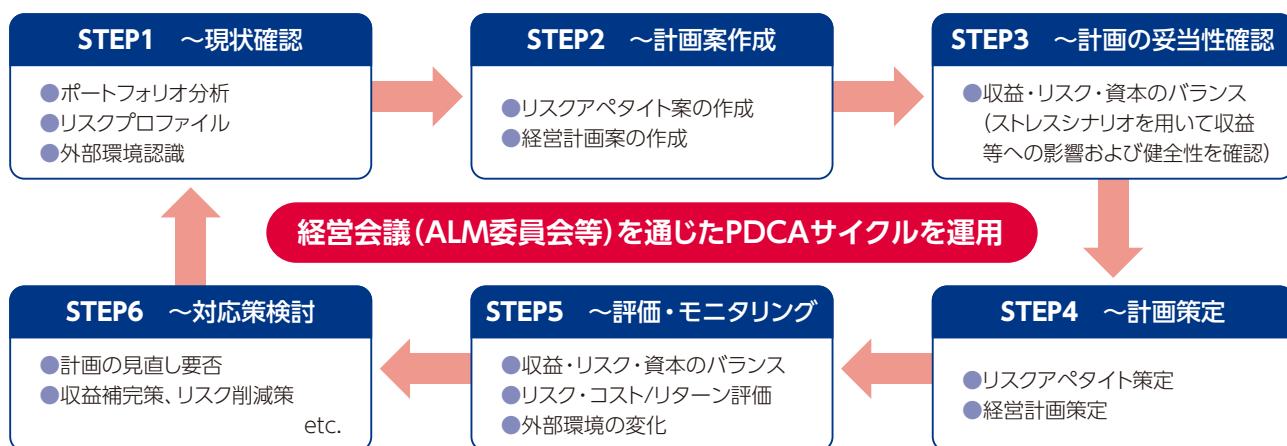 STEP1 ～現状確認
●ポートフォリオ分析
●リスクプロファイル
●外部環境認識
STEP2 ～計画案作成
●リスクアペタイト案の作成
●経営計画案の作成
STEP3 ～計画の妥当性確認
●収益・リスク・資本のバランス
(ストレスシナリオを用いて収益
等への影響および健全性を確認)
経営会議(ALM委員会等)を通じたPDCAサイクルを運用
STEP4 ～計画策定
●リスクアペタイト策定
●経営計画策定
STEP5 ～評価・モニタリング
●収益・リスク・資本のバランス
●リスク・コスト/リターン評価
●外部環境の変化
STEP6 ～対応策検討
●計画の見直し要否
●収益補完策、リスク削減策
etc.